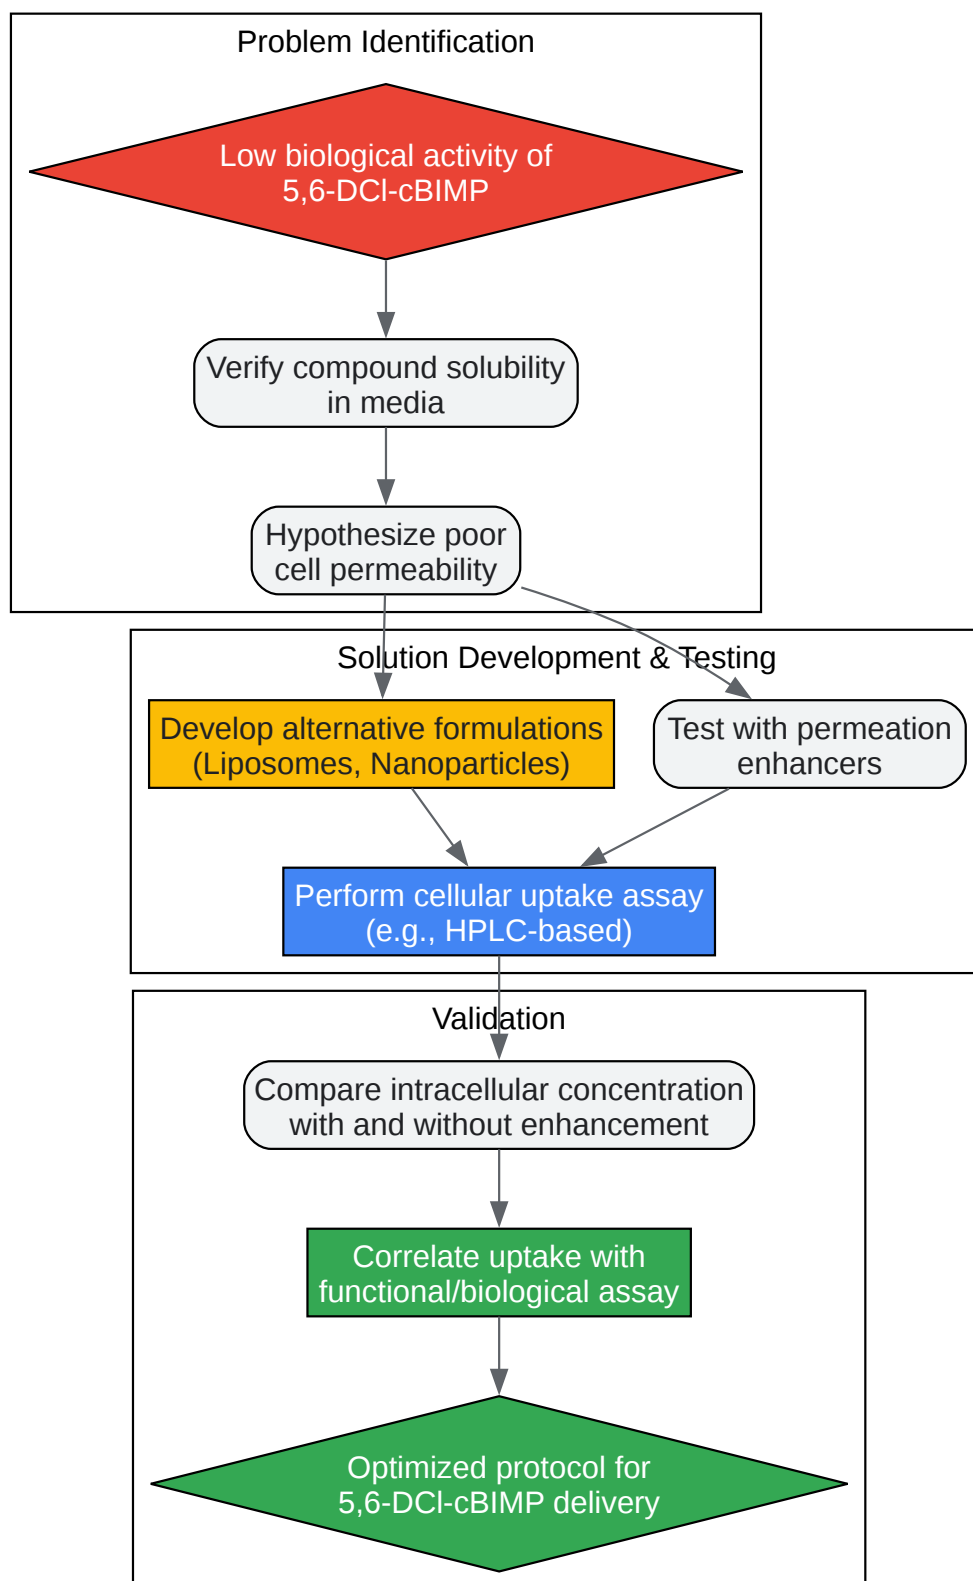 Problem Identification
Low biological activity of
5,6-DCl-cBIMP
Verify compound solubility
in media
Hypothesize poor
cell permeability
Solution Development & Testing
Develop alternative formulations
(Liposomes, Nanoparticles)
Test with permeation
enhancers
Perform cellular uptake assay
(e.g., HPLC-based)
Validation
Compare intracellular concentration
with and without enhancement
Correlate uptake with
functional/biological assay
Optimized protocol for
5,6-DCl-cBIMP delivery